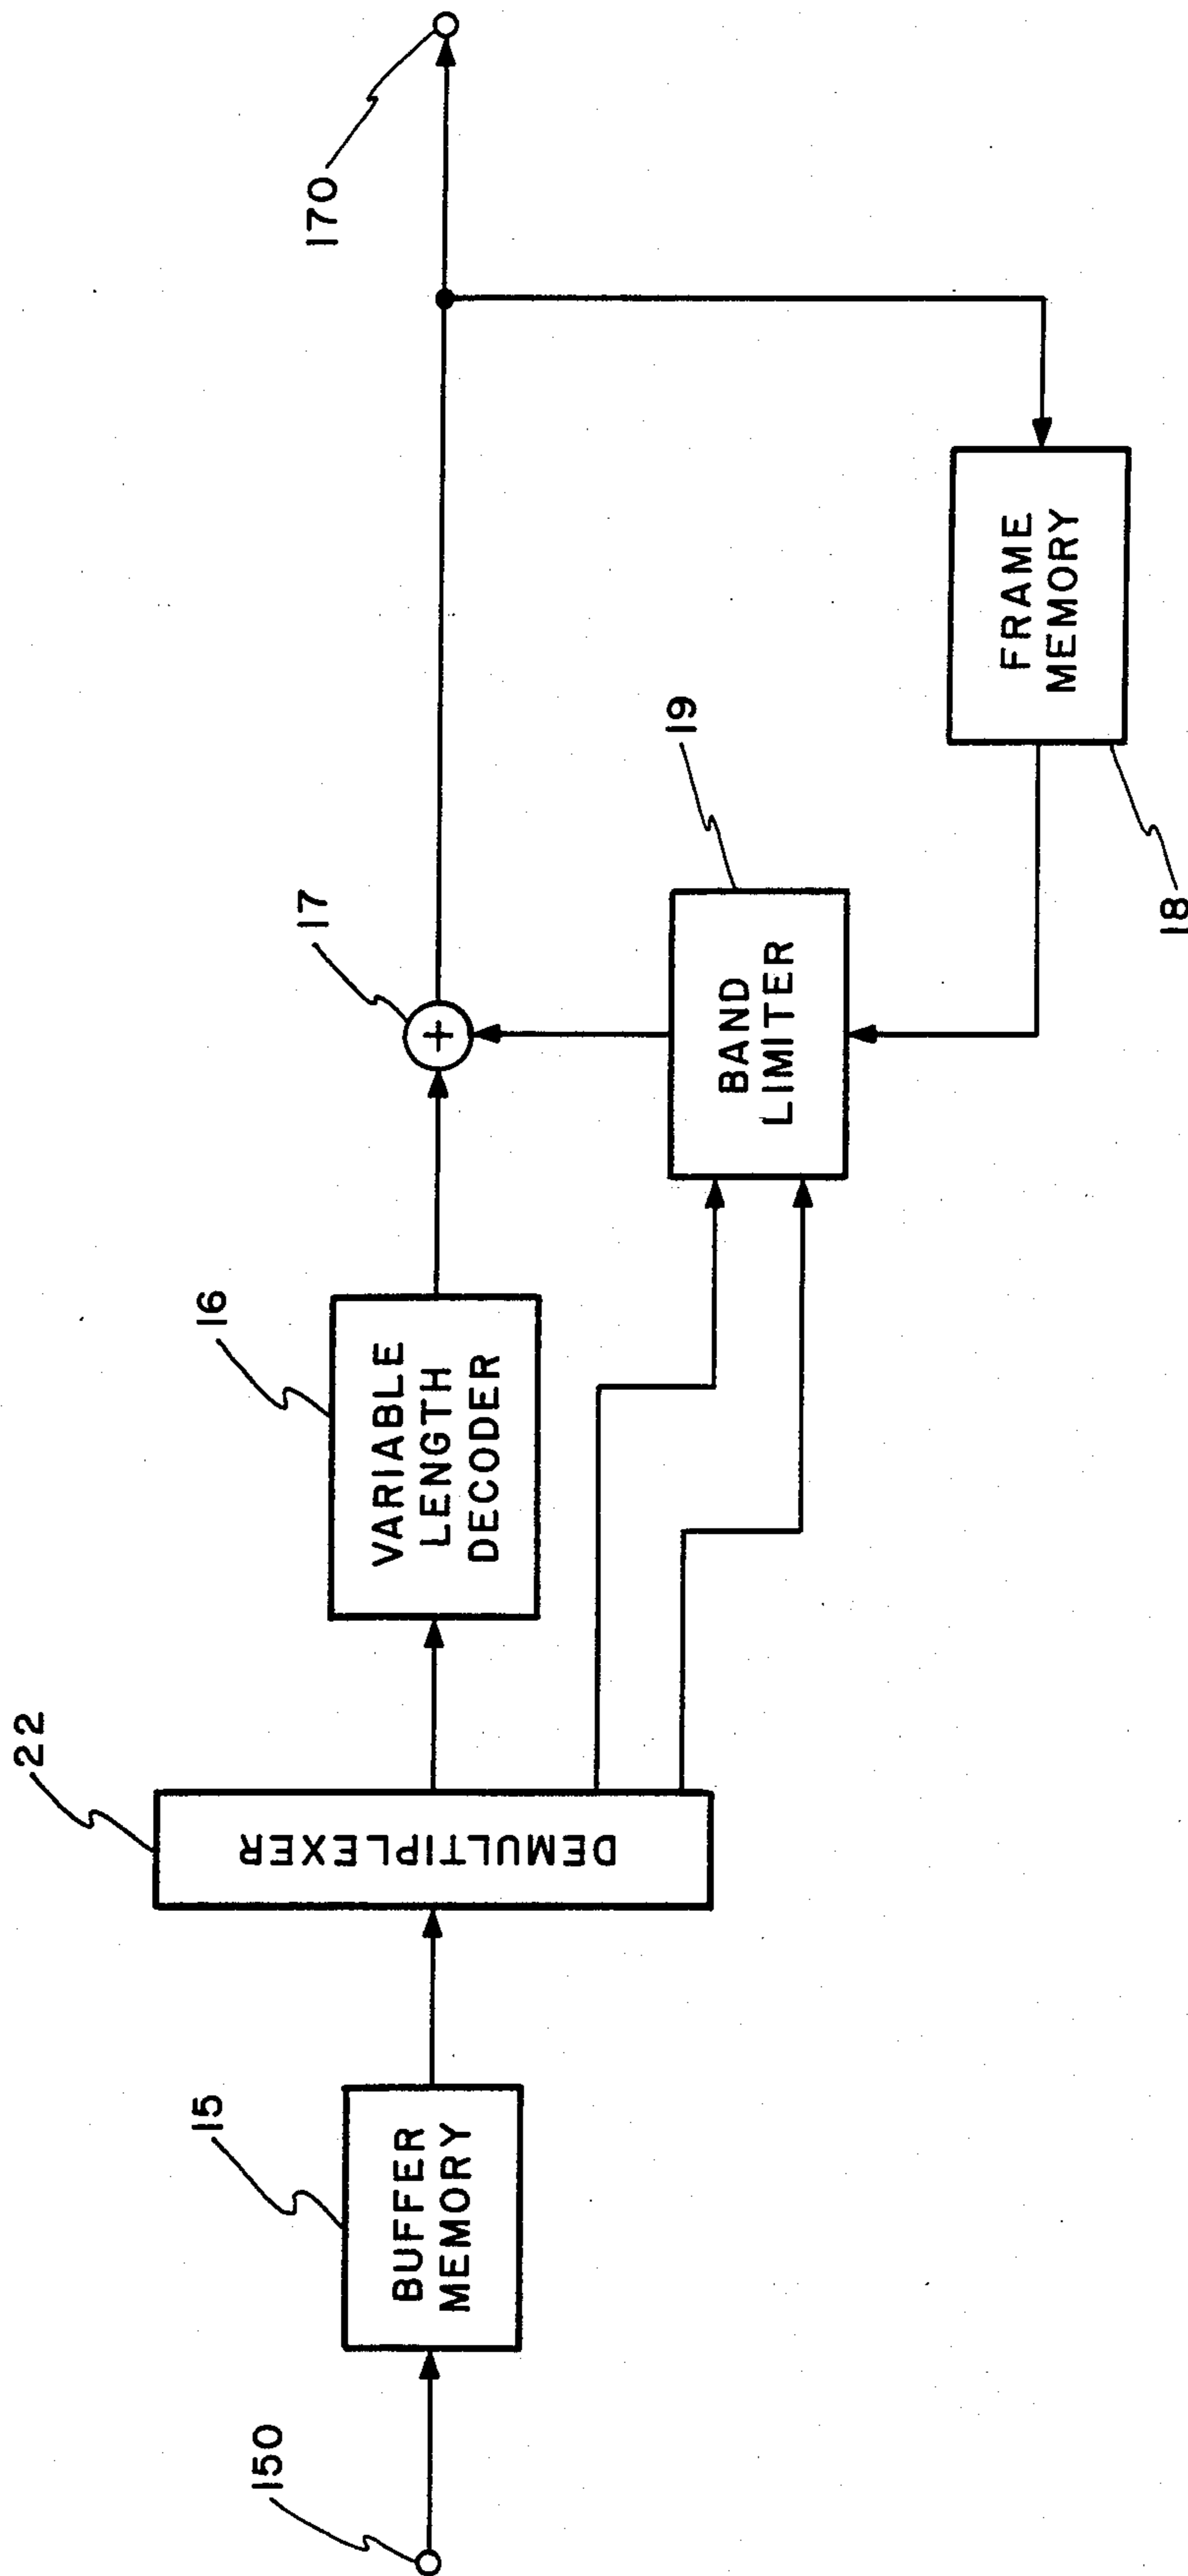 150
15
BUFFER
MEMORY
22
DEMULTIPLEXER
16
VARIABLE
LENGTH
DECODER
17
+
19
BAND
LIMITER
18
FRAME
MEMORY
170